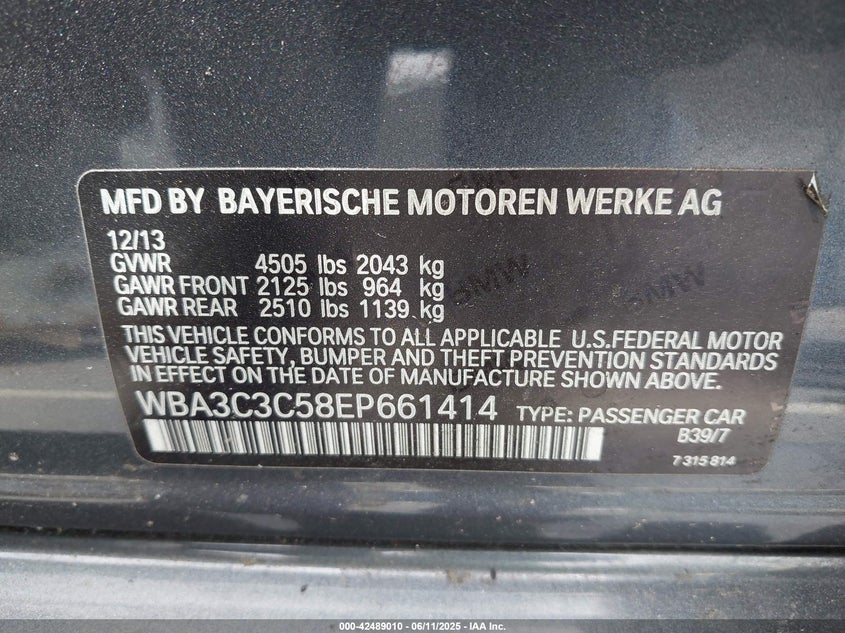 MFD BY BAYERISCHE MOTOREN WERKE AG
12/13
GVWR 4505 lbs 2043 kg
GAWR FRONT 2125 lbs 964 kg
GAWR REAR 2510 lbs 1139 kg
THIS VEHICLE CONFORMS TO ALL APPLICABLE U.S.FEDERAL MOTOR
VEHICLE SAFETY, BUMPER AND THEFT PREVENTION STANDARDS
IN EFFECT ON THE DATE OF MANUFACTURE SHOWN ABOVE.
WBA3C3C58EP661414 TYPE: PASSENGER CAR
B39/7
7 315 814
BMW
BMW
000-42489010 - 06/11/2025 - IAA Inc.